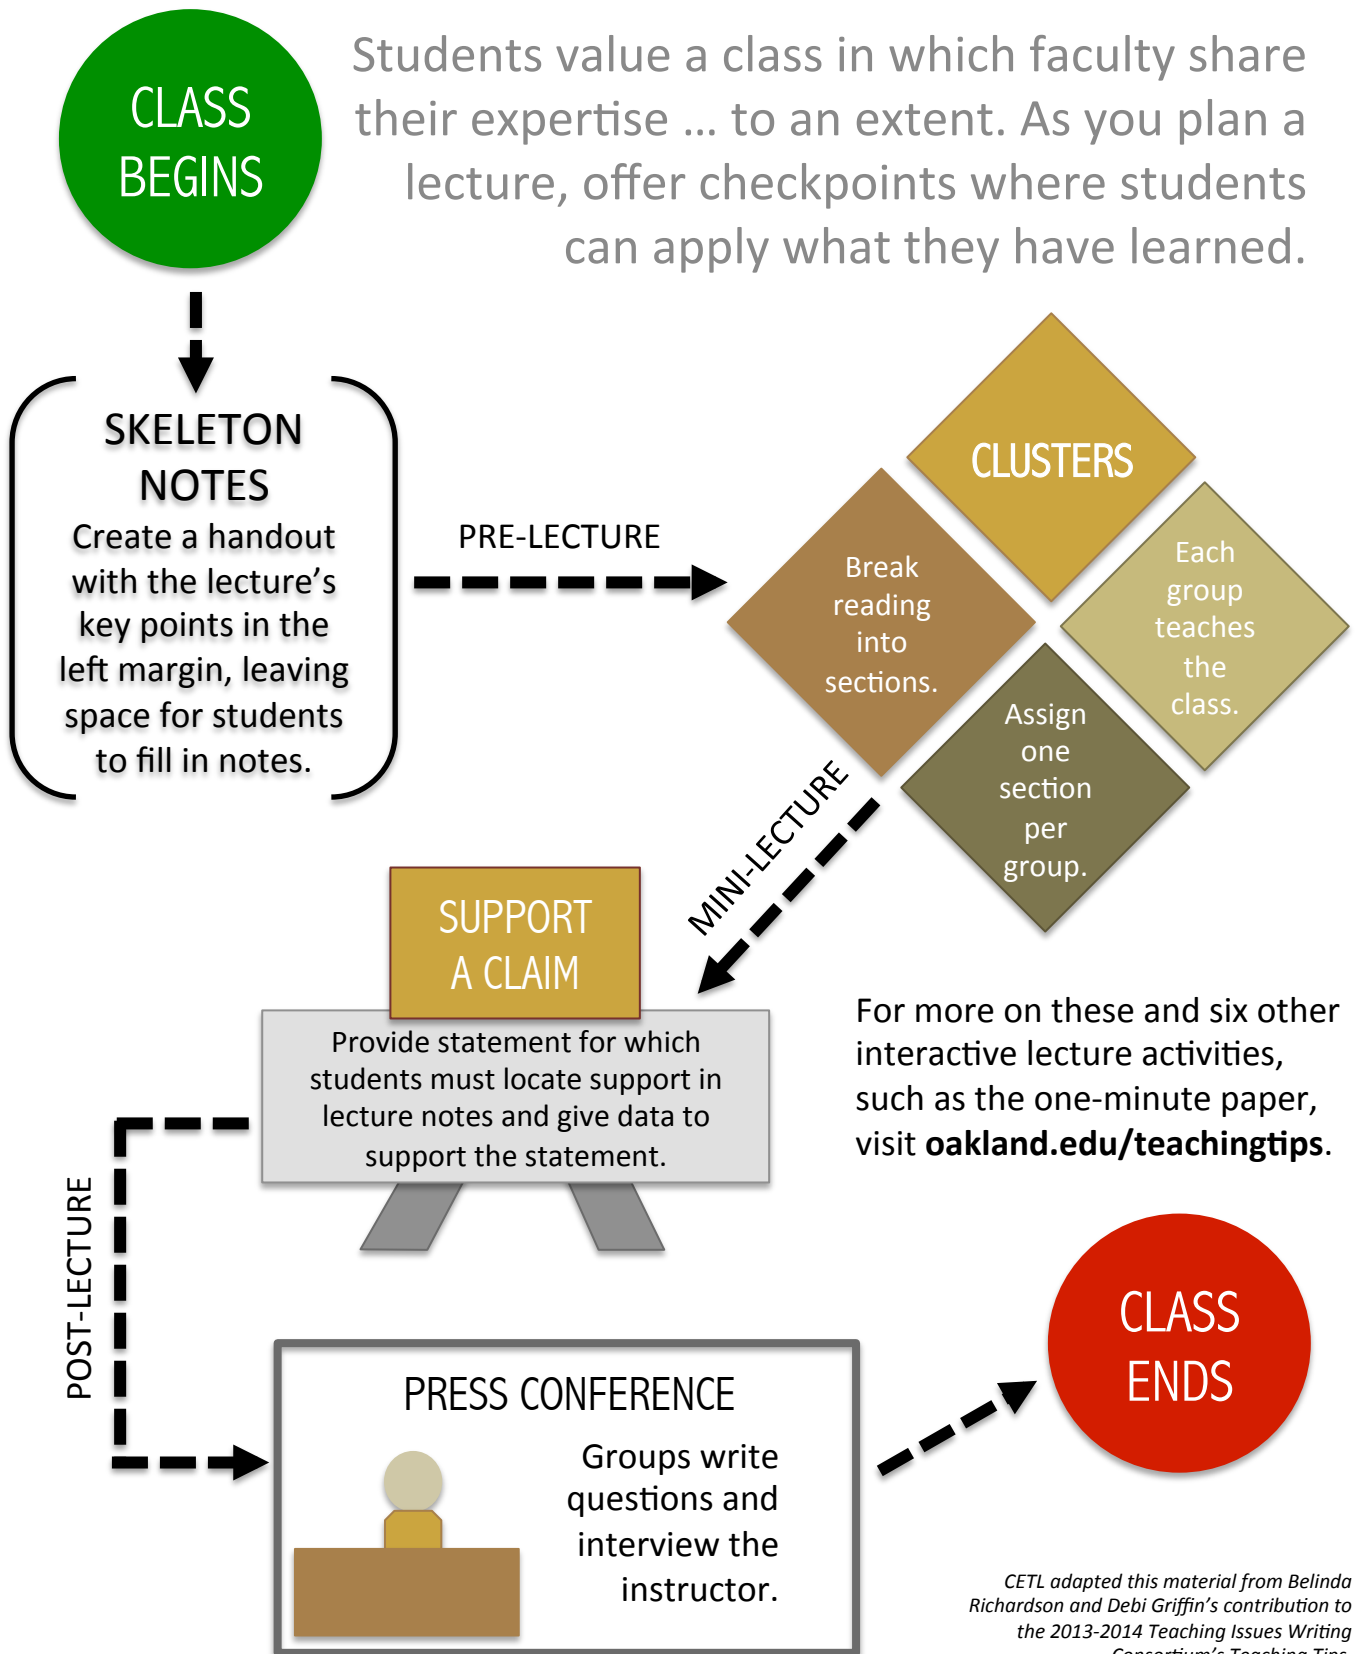 CLASS
BEGINS
Students value a class in which faculty share
their expertise … to an extent. As you plan a
lecture, offer checkpoints where students
can apply what they have learned.
SKELETON
NOTES
Create a handout
with the lecture’s
key points in the
left margin, leaving
space for students
to fill in notes.
PRE-LECTURE
CLUSTERS
Break
reading
into
sections.
Assign
one
section
per
group.
Each
group
teaches
the
class.
MINI-LECTURE
SUPPORT
A CLAIM
Provide statement for which
students must locate support in
lecture notes and give data to
support the statement.
For more on these and six other
interactive lecture activities,
such as the one-minute paper,
visit oakland.edu/teachingtips.
POST-LECTURE
PRESS CONFERENCE
Groups write
questions and
interview the
instructor.
CLASS
ENDS
CETL adapted this material from Belinda
Richardson and Debi Griffin’s contribution to
the 2013-2014 Teaching Issues Writing
Consortium’s Teaching Tips.